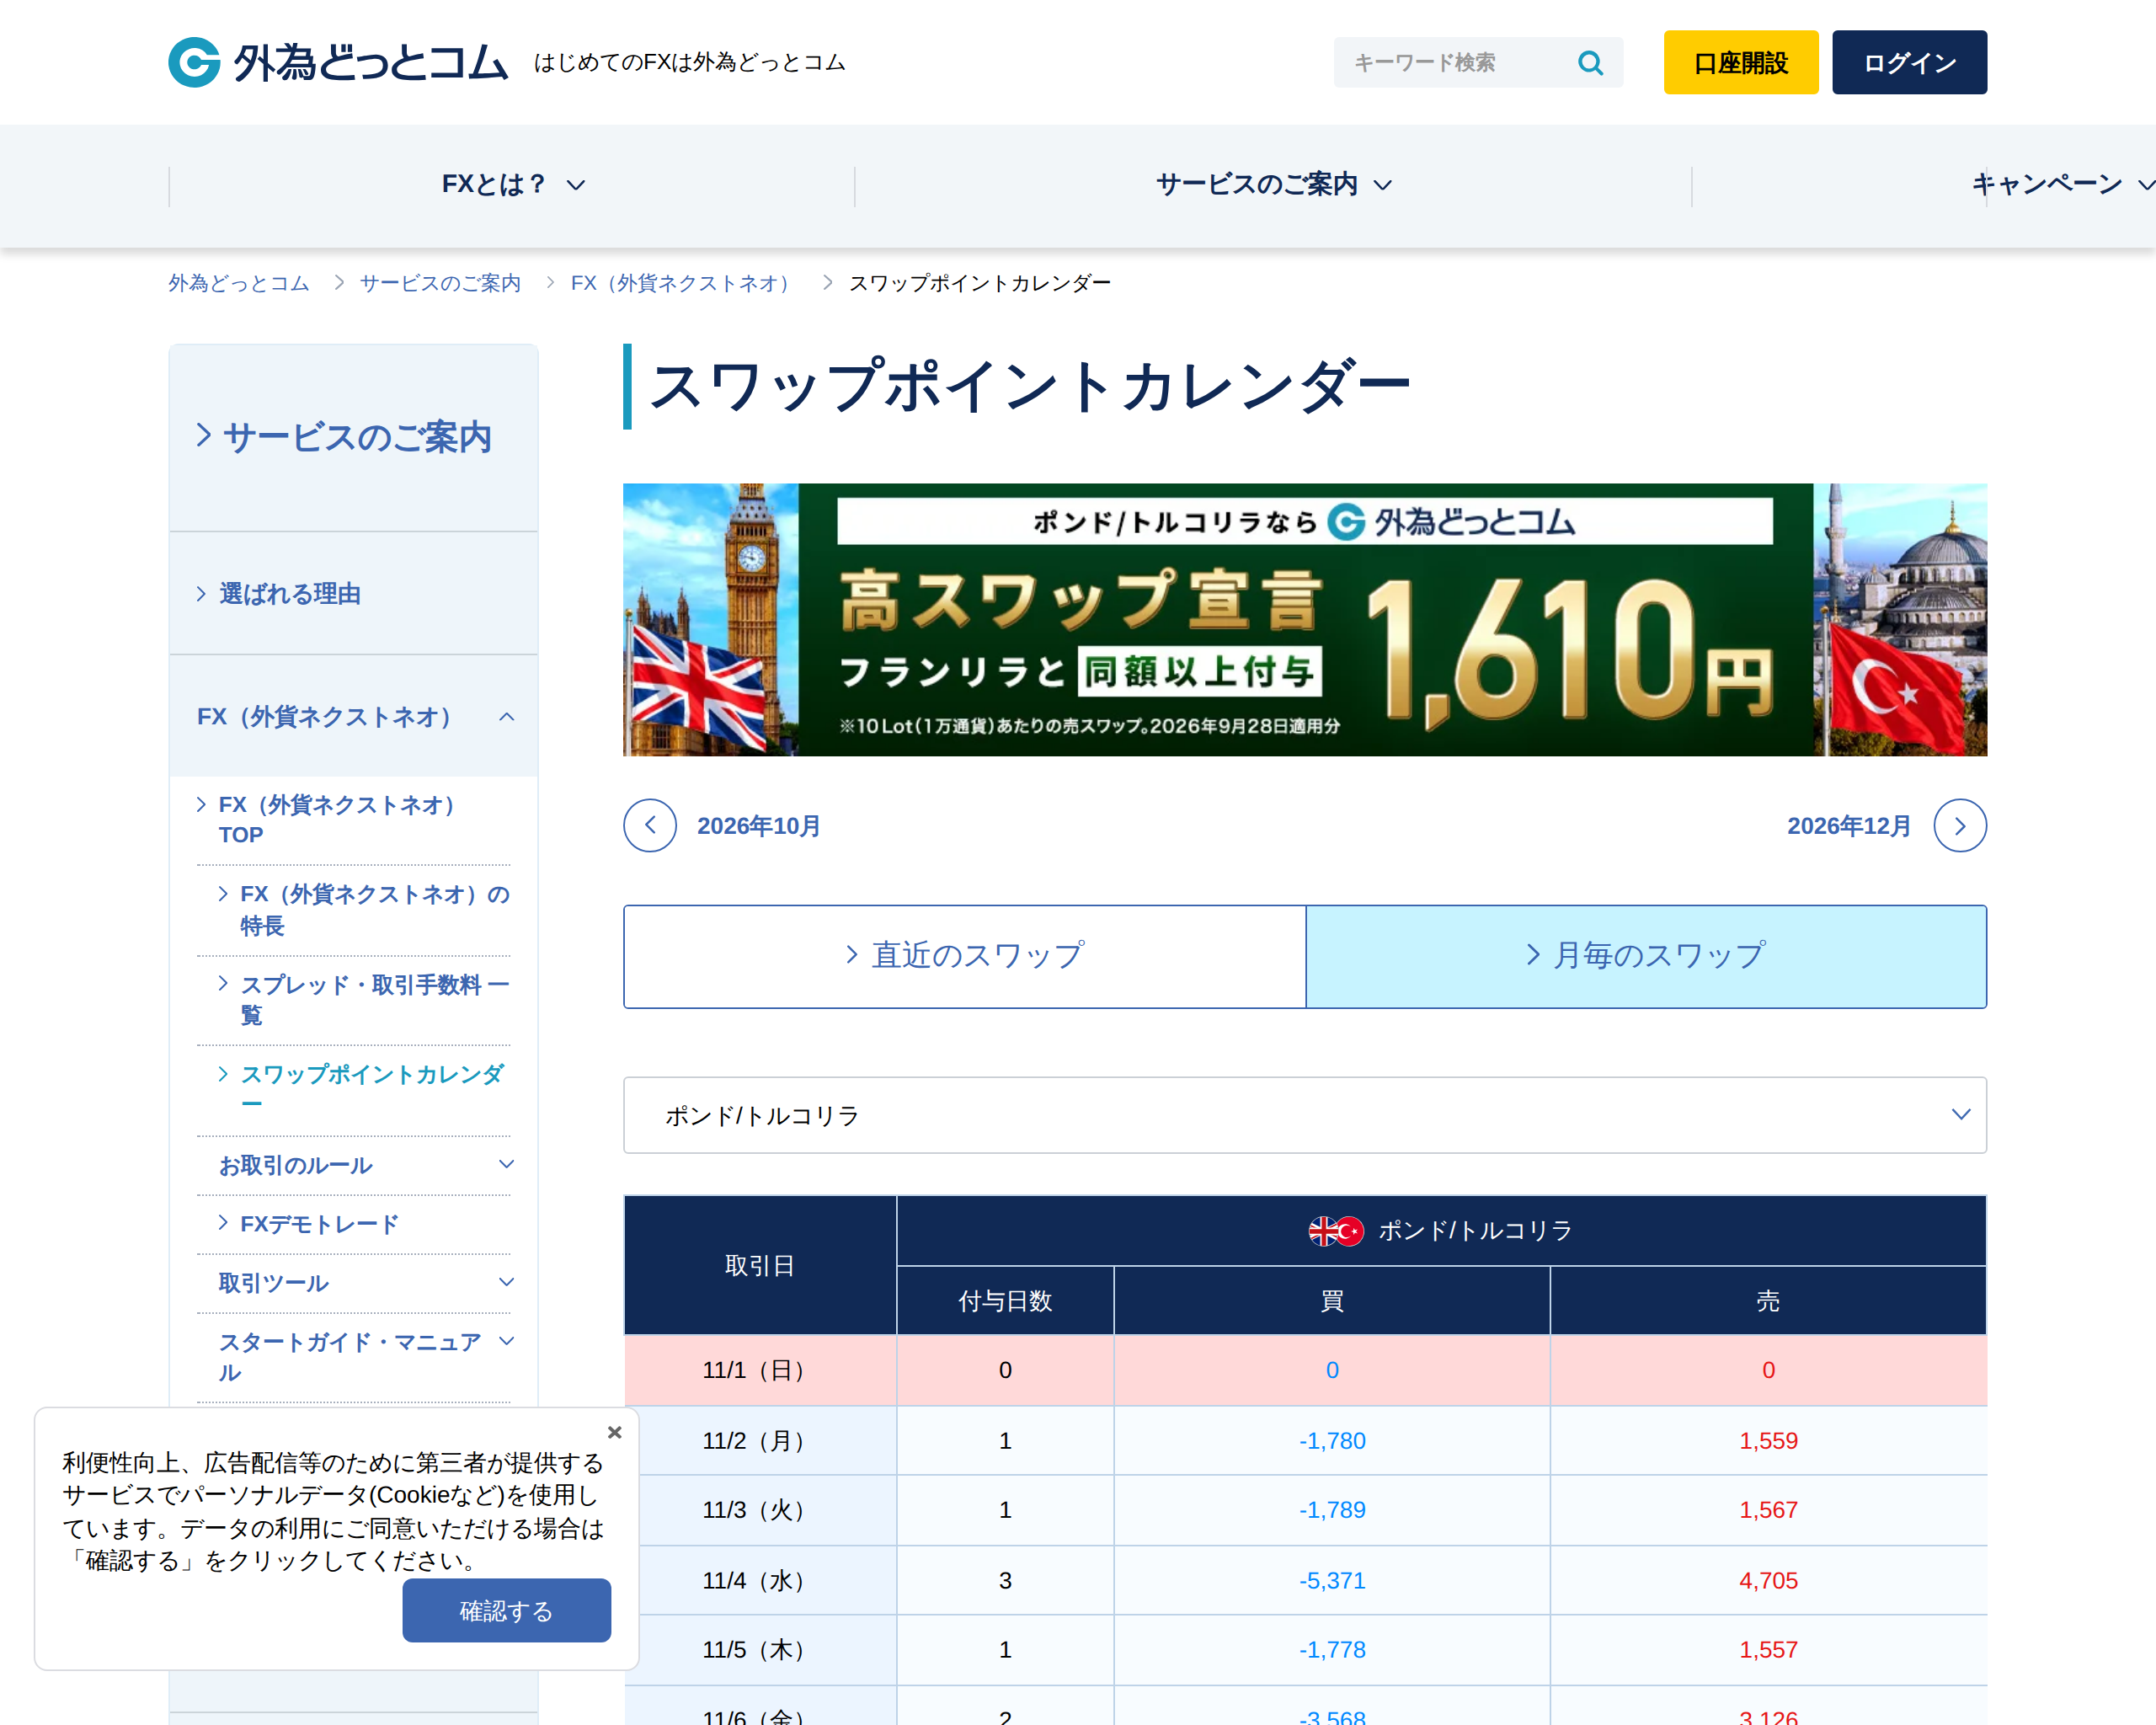 外為どっとコム はじめてのFXは外為どっとコム キーワード検索 口座開設 ログイン
FXとは？ サービスのご案内 キャンペーン
外為どっとコム サービスのご案内 FX（外貨ネクストネオ） スワップポイントカレンダー
サービスのご案内
選ばれる理由
FX（外貨ネクストネオ）
FX（外貨ネクストネオ）
TOP
FX（外貨ネクストネオ）の
特長
スプレッド・取引手数料 一
覧
スワップポイントカレンダ
ー
お取引のルール
FXデモトレード
取引ツール
スタートガイド・マニュア
ル
スワップポイントカレンダー
ポンド/トルコリラなら 外為どっとコム
高スワップ宣言
フランリラと 同額以上付与
1,610円
※10Lot（1万通貨）あたりの売スワップ。2026年9月28日適用分
2026年10月 2026年12月
直近のスワップ 月毎のスワップ
ポンド/トルコリラ
取引日 ポンド/トルコリラ
付与日数 買 売
11/1（日） 0 0 0
11/2（月） 1 -1,780 1,559
11/3（火） 1 -1,789 1,567
11/4（水） 3 -5,371 4,705
11/5（木） 1 -1,778 1,557
11/6（金） 2 -3,568 3,126
×
利便性向上、広告配信等のために第三者が提供する
サービスでパーソナルデータ(Cookieなど)を使用し
ています。データの利用にご同意いただける場合は
「確認する」をクリックしてください。
確認する